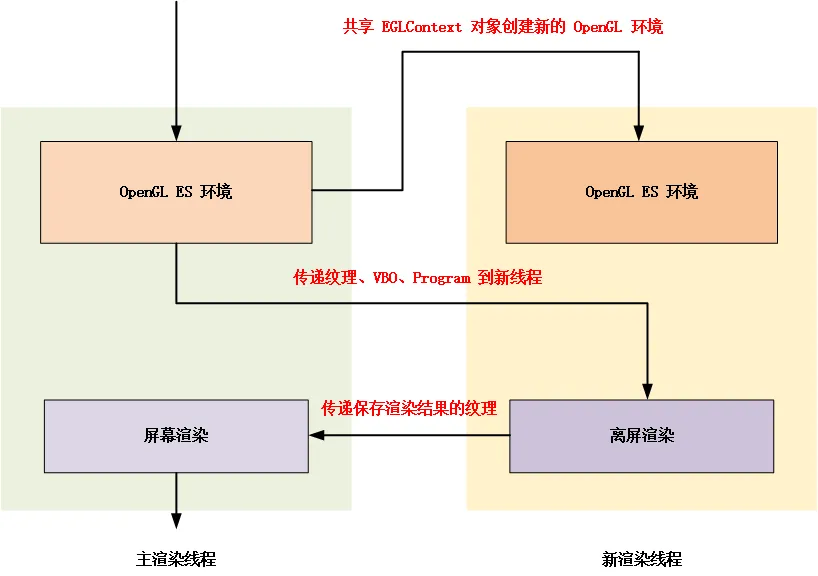 共享 EGLContext 对象创建新的 OpenGL 环境
OpenGL ES 环境
OpenGL ES 环境
传递纹理、VBO、Program 到新线程
传递保存渲染结果的纹理
屏幕渲染
离屏渲染
主渲染线程
新渲染线程